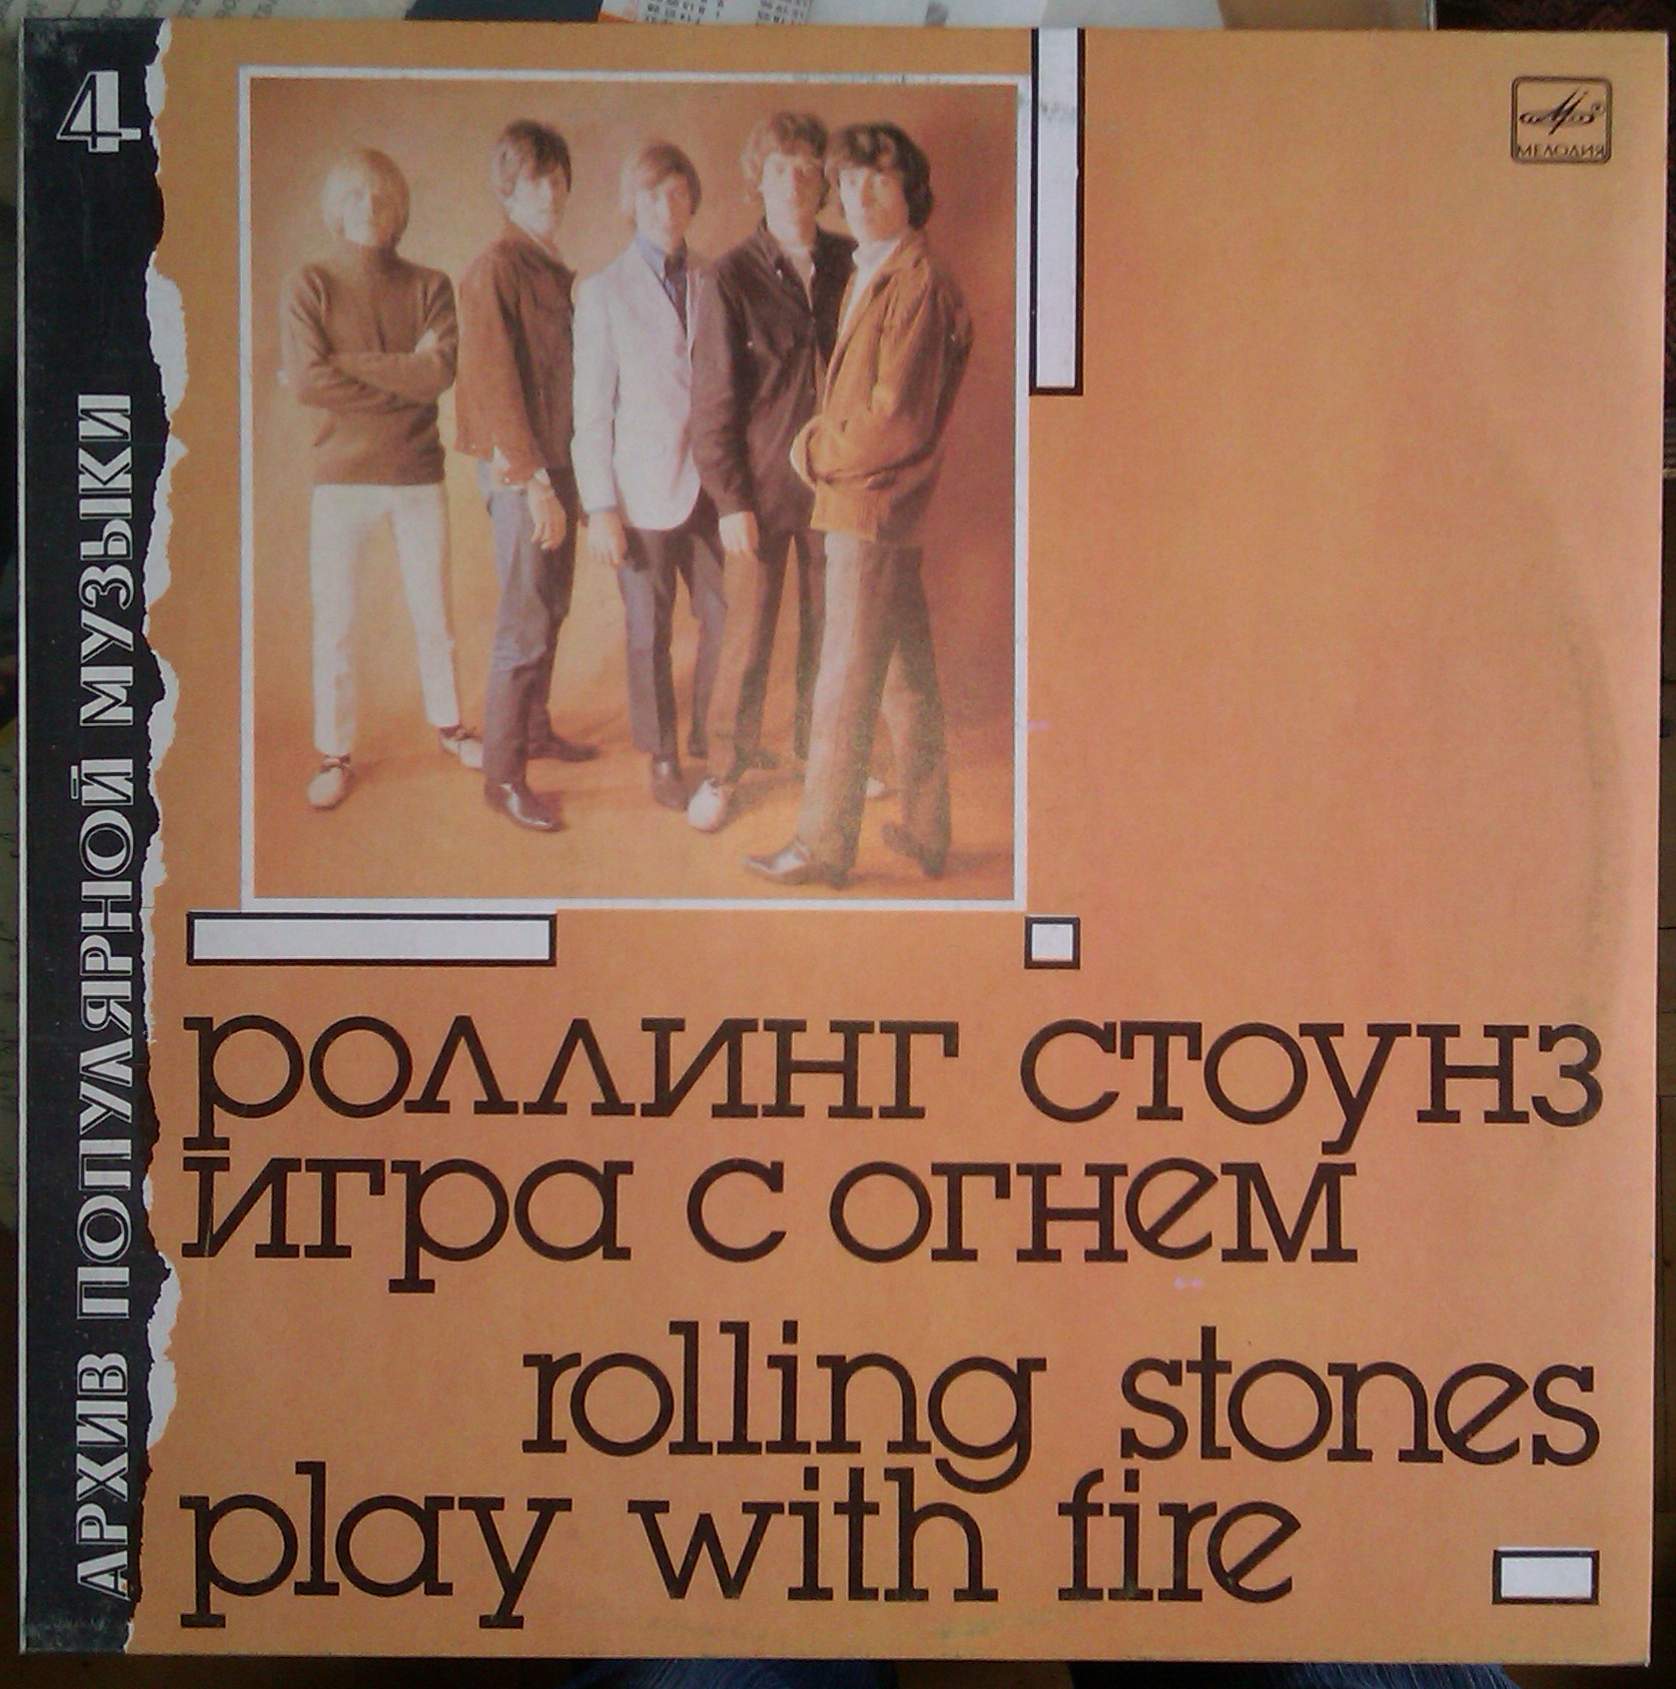 4
АРХИВ ПОПУЛЯРНОЙ МУЗЫКИ
МЕЛОДИЯ
роллинг стоунз
игра с огнем
rolling stones
play with fire